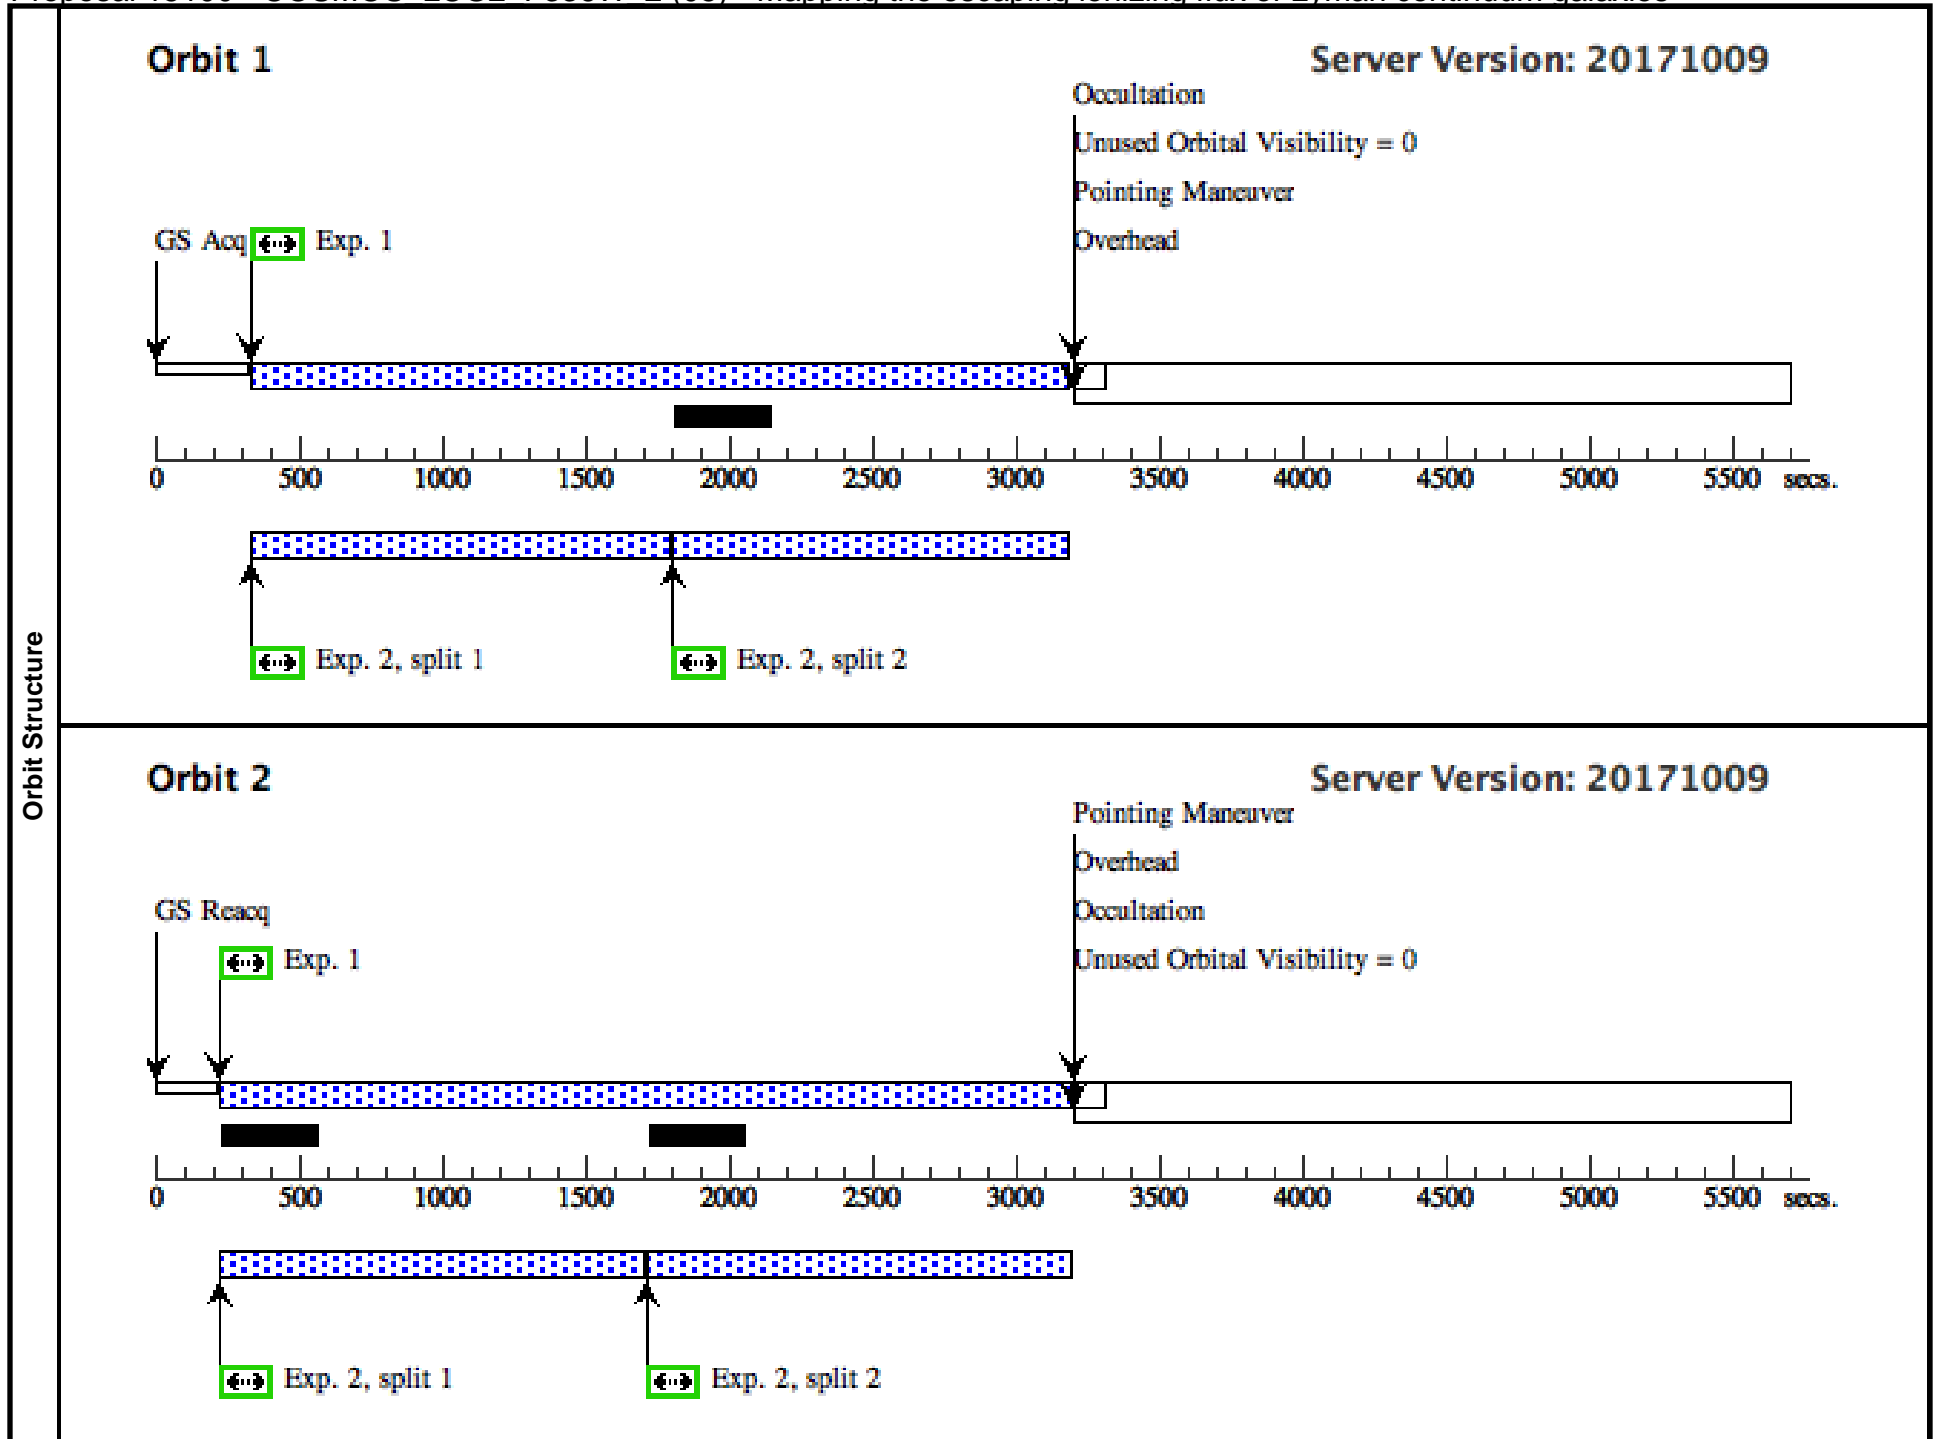 Orbit Structure
Orbit 1
Server Version: 20171009
Occultation
Unused Orbital Visibility = 0
Pointing Maneuver
GS Acq
Exp. 1
Overhead
0 500 1000 1500 2000 2500 3000 3500 4000 4500 5000 5500 secs.
Exp. 2, split 1
Exp. 2, split 2
Orbit 2
Server Version: 20171009
Pointing Maneuver
Overhead
GS Reacq
Occultation
Exp. 1
Unused Orbital Visibility = 0
0 500 1000 1500 2000 2500 3000 3500 4000 4500 5000 5500 secs.
Exp. 2, split 1
Exp. 2, split 2